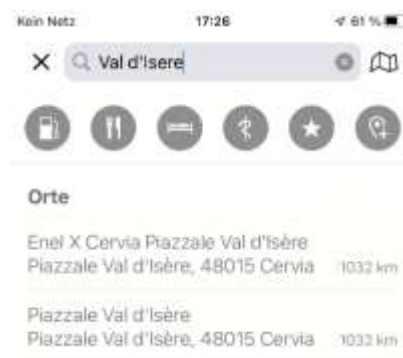 Kein Netz 17:26 61 %
Val d'Isere
Orte
Enel X Cervia Piazzale Val d'Isère
Piazzale Val d'Isère, 48015 Cervia 1032 km
Piazzale Val d'Isère
Piazzale Val d'Isère, 48015 Cervia 1032 km